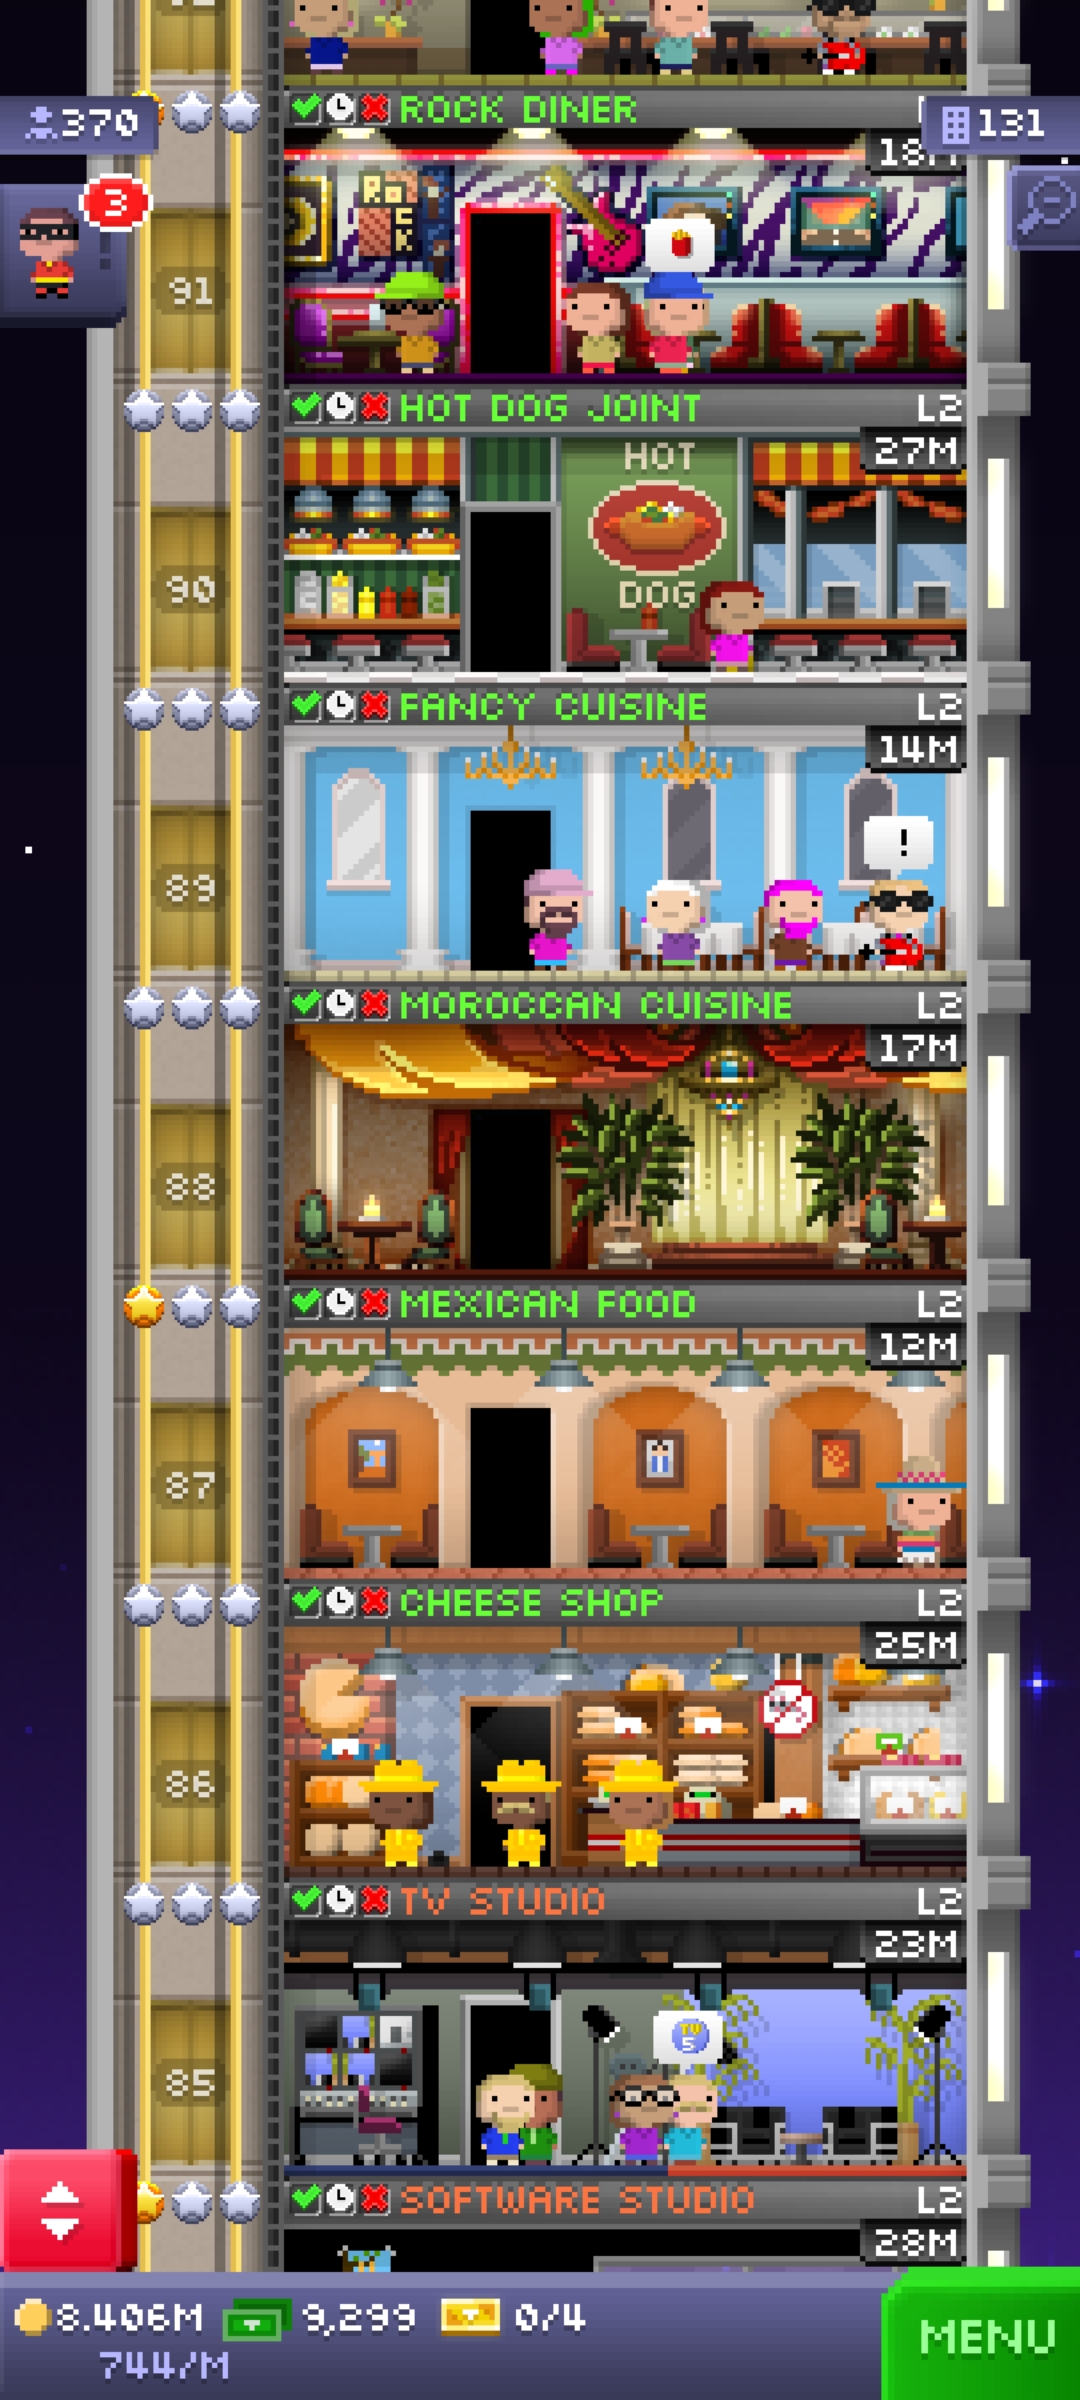 370
131
3
ROCK DINER
ROCK
91
HOT DOG JOINT L2
27M
HOT
DOG
90
FANCY CUISINE L2
14M
!
89
MOROCCAN CUISINE L2
17M
88
MEXICAN FOOD L2
12M
87
CHEESE SHOP L2
25M
86
TV STUDIO L2
23M
TV
5
85
SOFTWARE STUDIO L2
28M
8.406M 9,299 0/4
744/M
MENU